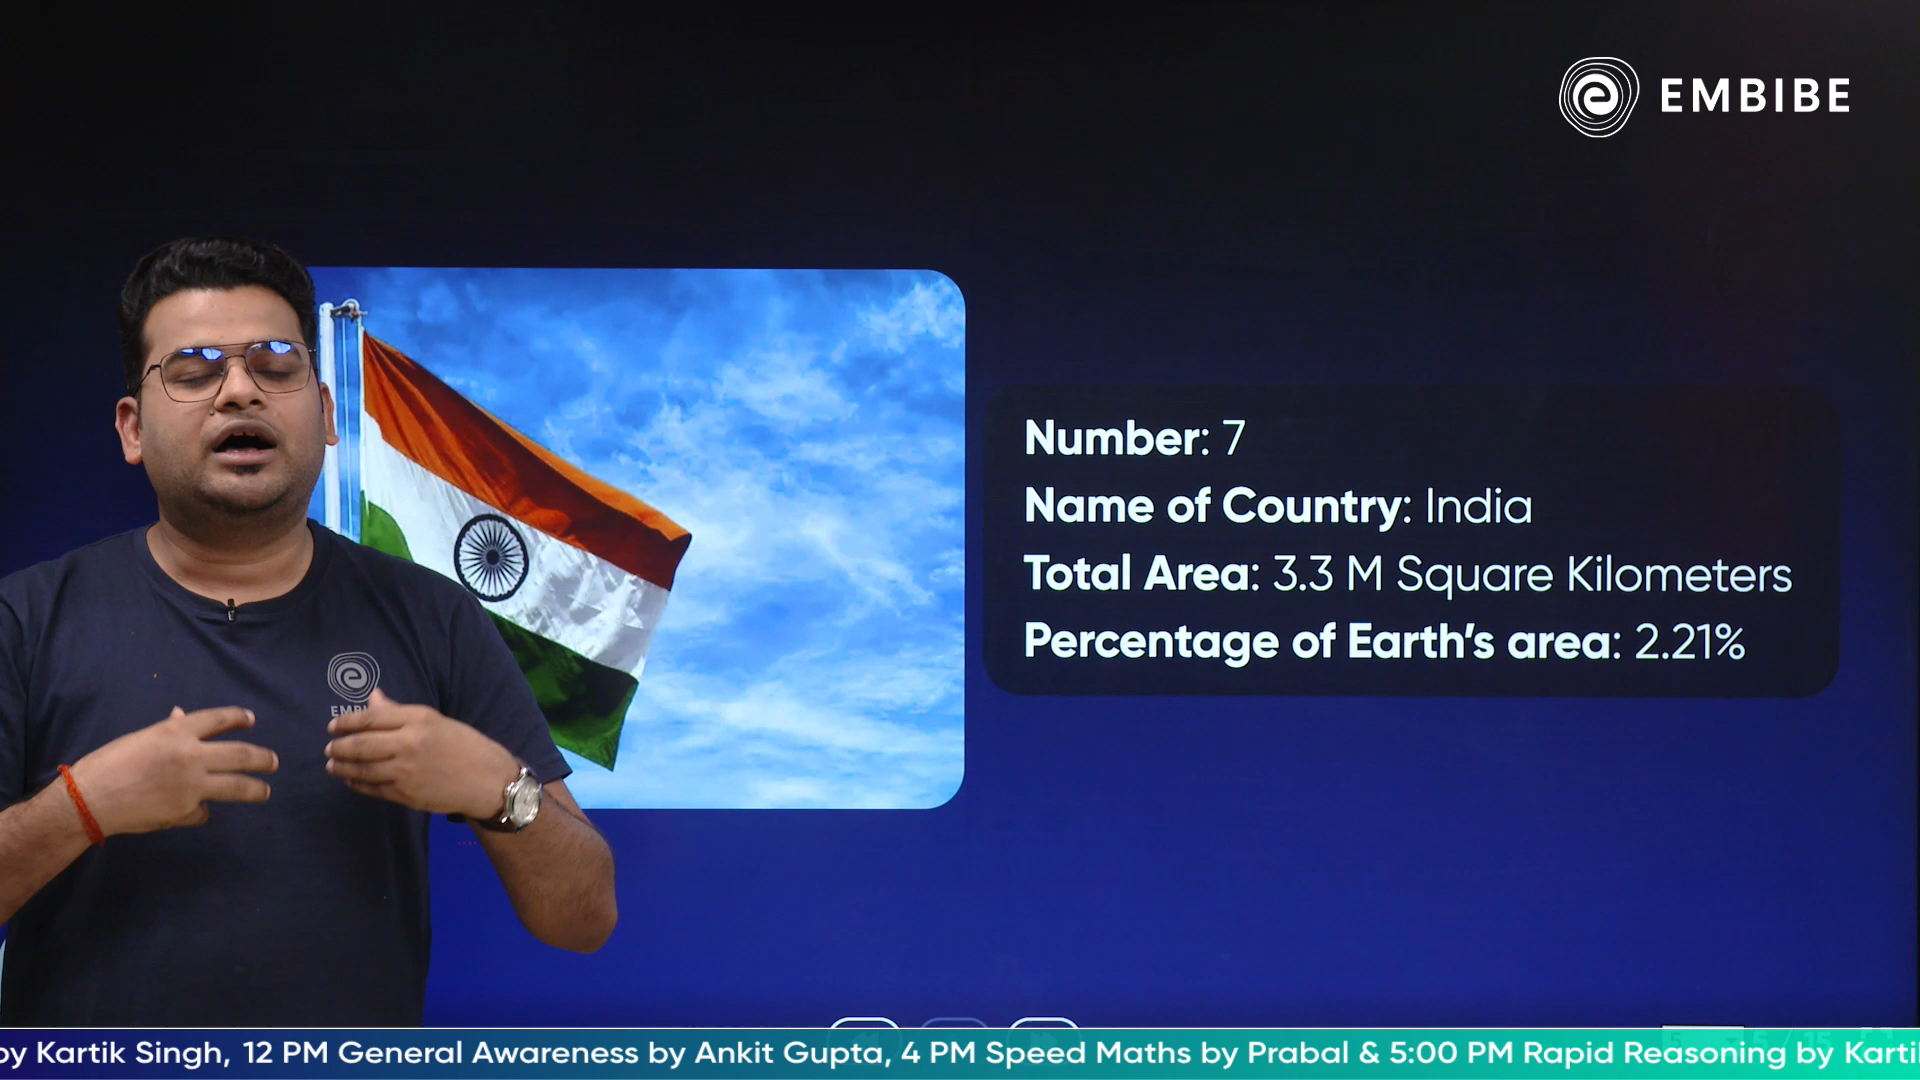 EMBIBE
Number: 7
Name of Country: India
Total Area: 3.3 M Square Kilometers
Percentage of Earth's area: 2.21%
by Kartik Singh, 12 PM General Awareness by Ankit Gupta, 4 PM Speed Maths by Prabal & 5:00 PM Rapid Reasoning by